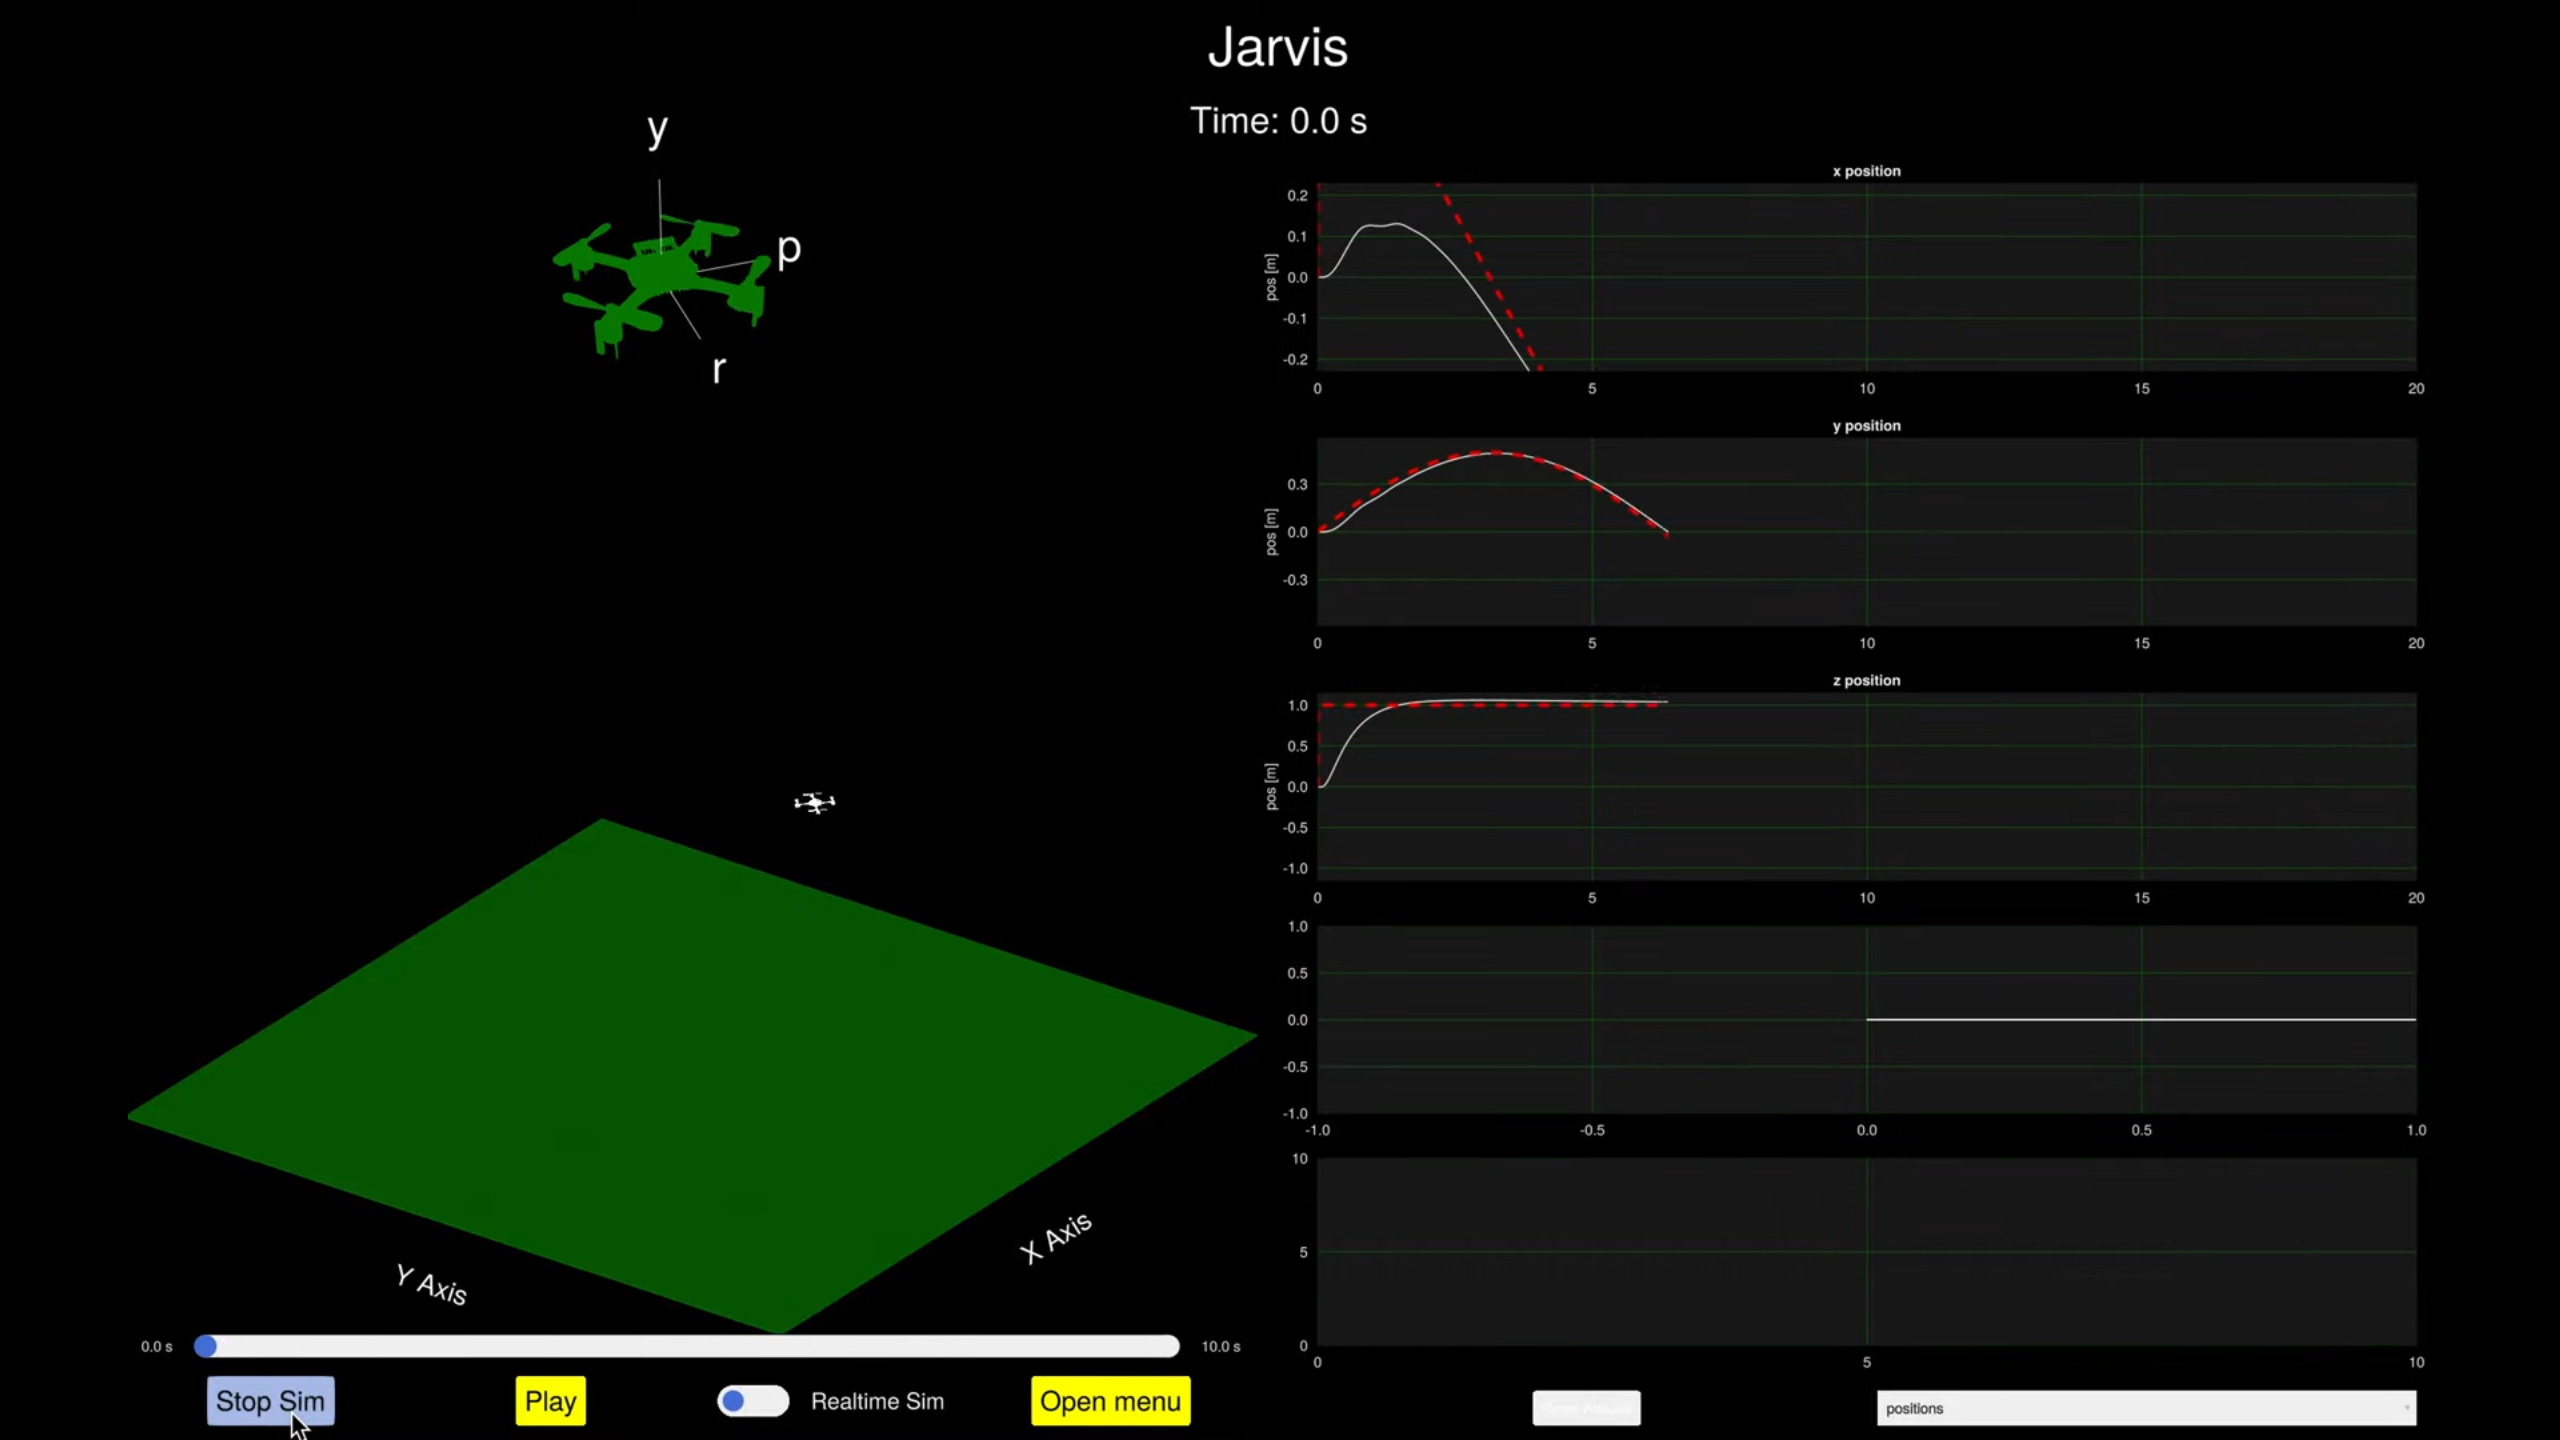 Jarvis
Time: 0.0 s
y
p
r
x position
pos [m]
0.2
0.1
0.0
-0.1
-0.2
0 5 10 15 20
y position
pos [m]
0.3
0.0
-0.3
0 5 10 15 20
z position
pos [m]
1.0
0.5
0.0
-0.5
-1.0
0 5 10 15 20
1.0
0.5
0.0
-0.5
-1.0
-1.0 -0.5 0.0 0.5 1.0
10
5
0
0 5 10
Y Axis
X Axis
0.0 s
10.0 s
Stop Sim
Play
Realtime Sim
Open menu
positions